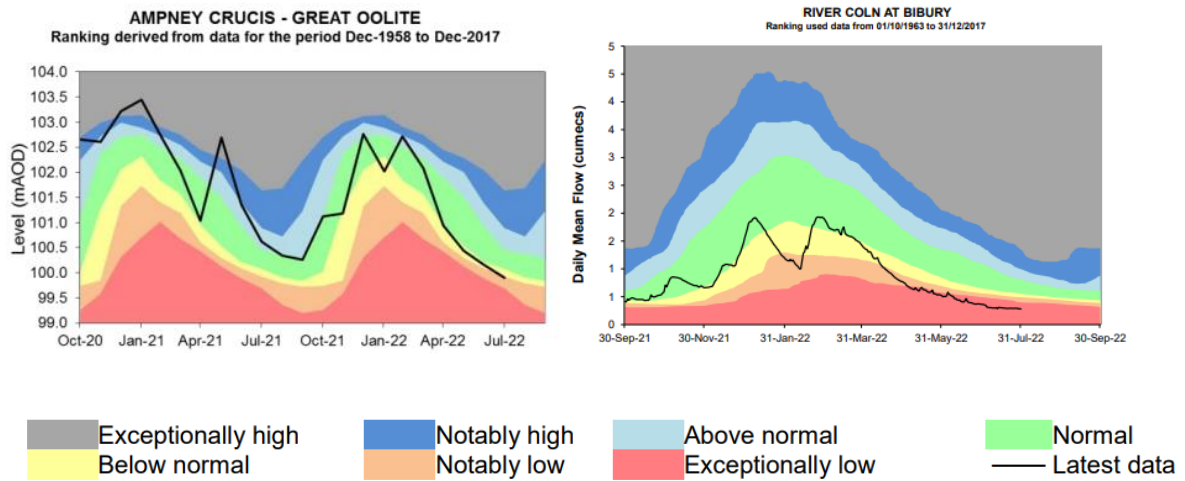 AMPNEY CRUCIS - GREAT OOLITE
Ranking derived from data for the period Dec-1958 to Dec-2017
Level (mAOD)
104.0
103.5
103.0
102.5
102.0
101.5
101.0
100.5
100.0
99.5
99.0
Oct-20 Jan-21 Apr-21 Jul-21 Oct-21 Jan-22 Apr-22 Jul-22
RIVER COLN AT BIBURY
Ranking used data from 01/10/1963 to 31/12/2017
Daily Mean Flow (cumecs)
5
5
4
4
3
3
2
2
1
1
0
30-Sep-21 30-Nov-21 31-Jan-22 31-Mar-22 31-May-22 31-Jul-22 30-Sep-22
Exceptionally high Notably high Above normal Normal
Below normal Notably low Exceptionally low Latest data